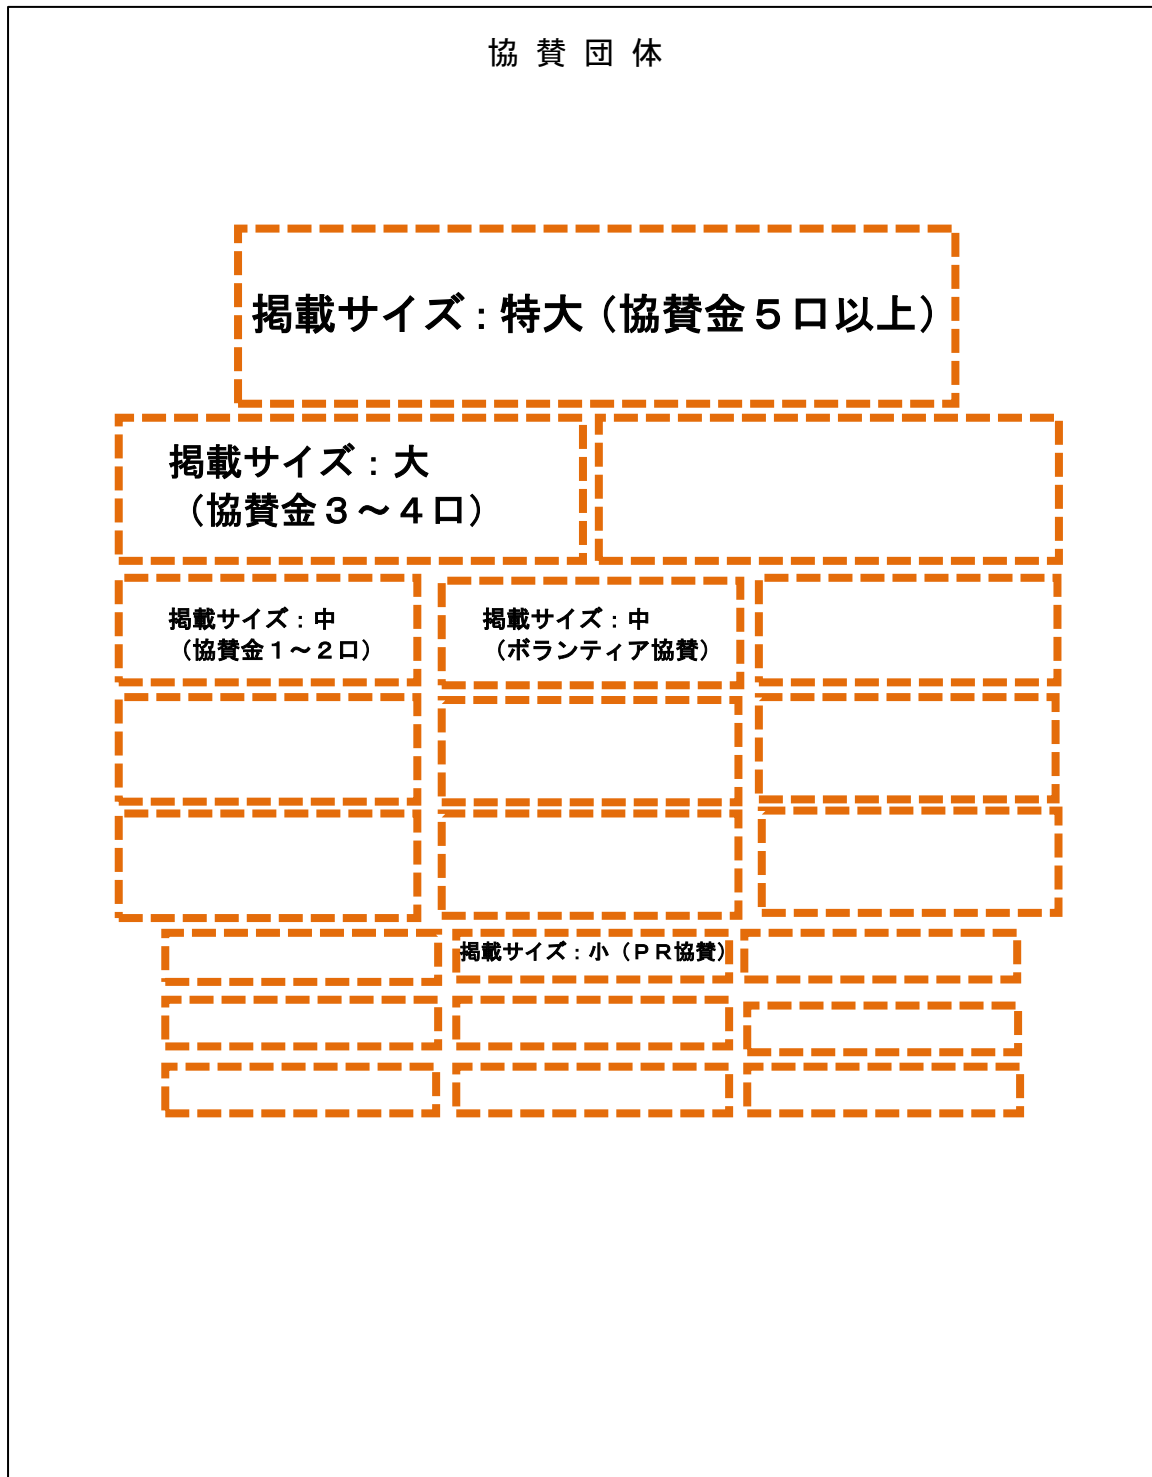 協 賛 団 体
掲載サイズ：特大（協賛金５口以上）
掲載サイズ：大
（協賛金３～４口）
掲載サイズ：中
（協賛金１～２口）
掲載サイズ：中
（ボランティア協賛）
掲載サイズ：小（ＰＲ協賛）